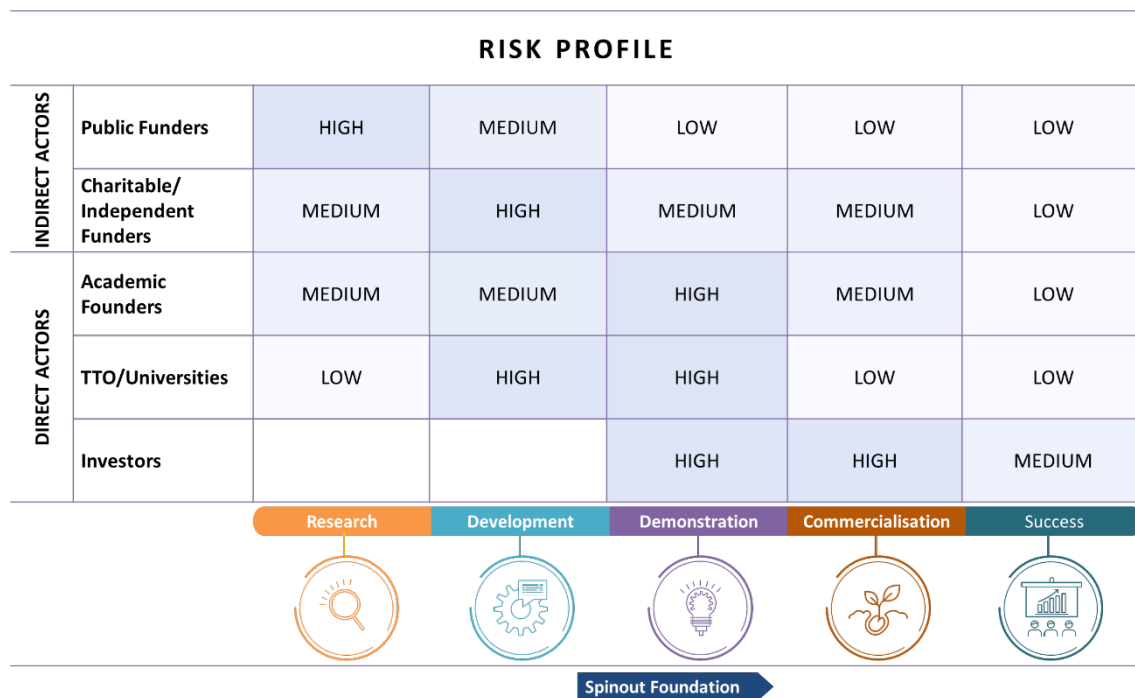 RISK PROFILE
INDIRECT ACTORS
Public Funders
HIGH
MEDIUM
LOW
LOW
LOW
Charitable/
Independent
Funders
MEDIUM
HIGH
MEDIUM
MEDIUM
LOW
DIRECT ACTORS
Academic
Founders
MEDIUM
MEDIUM
HIGH
MEDIUM
LOW
TTO/Universities
LOW
HIGH
HIGH
LOW
LOW
Investors
HIGH
HIGH
MEDIUM
Research
Development
Demonstration
Commercialisation
Success
Spinout Foundation